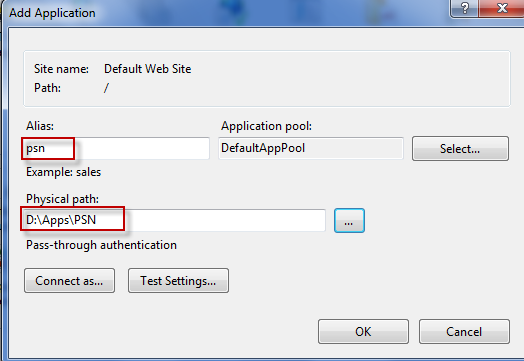 Add Application
Site name: Default Web Site
Path: /
Alias: Application pool:
psn DefaultAppPool Select...
Example: sales
Physical path:
D:\Apps\PSN ...
Pass-through authentication
Connect as... Test Settings...
OK Cancel